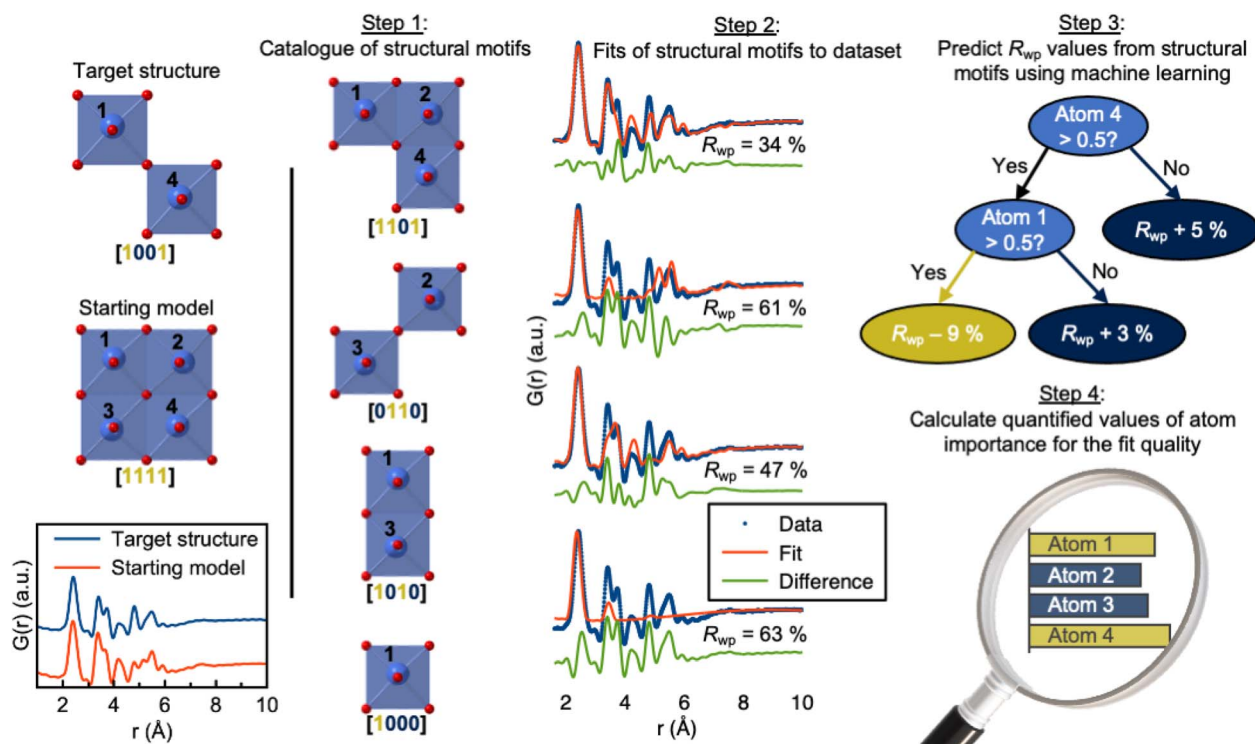 Target structure
1
4
[1001]
Starting model
1
2
3
4
[1111]
G(r) (a.u.)
Target structure
Starting model
2
4
6
8
10
r (Å)
Step 1:
Catalogue of structural motifs
1
2
4
[1101]
2
3
[0110]
1
3
[1010]
1
[1000]
Step 2:
Fits of structural motifs to dataset
G(r) (a.u.)
Rwp = 34 %
Rwp = 61 %
Rwp = 47 %
Data
Fit
Difference
Rwp = 63 %
2
4
6
8
10
r (Å)
Step 3:
Predict Rwp values from structural
motifs using machine learning
Atom 4
> 0.5?
Yes
No
Atom 1
> 0.5?
Rwp + 5 %
Yes
No
Rwp – 9 %
Rwp + 3 %
Step 4:
Calculate quantified values of atom
importance for the fit quality
Atom 1
Atom 2
Atom 3
Atom 4